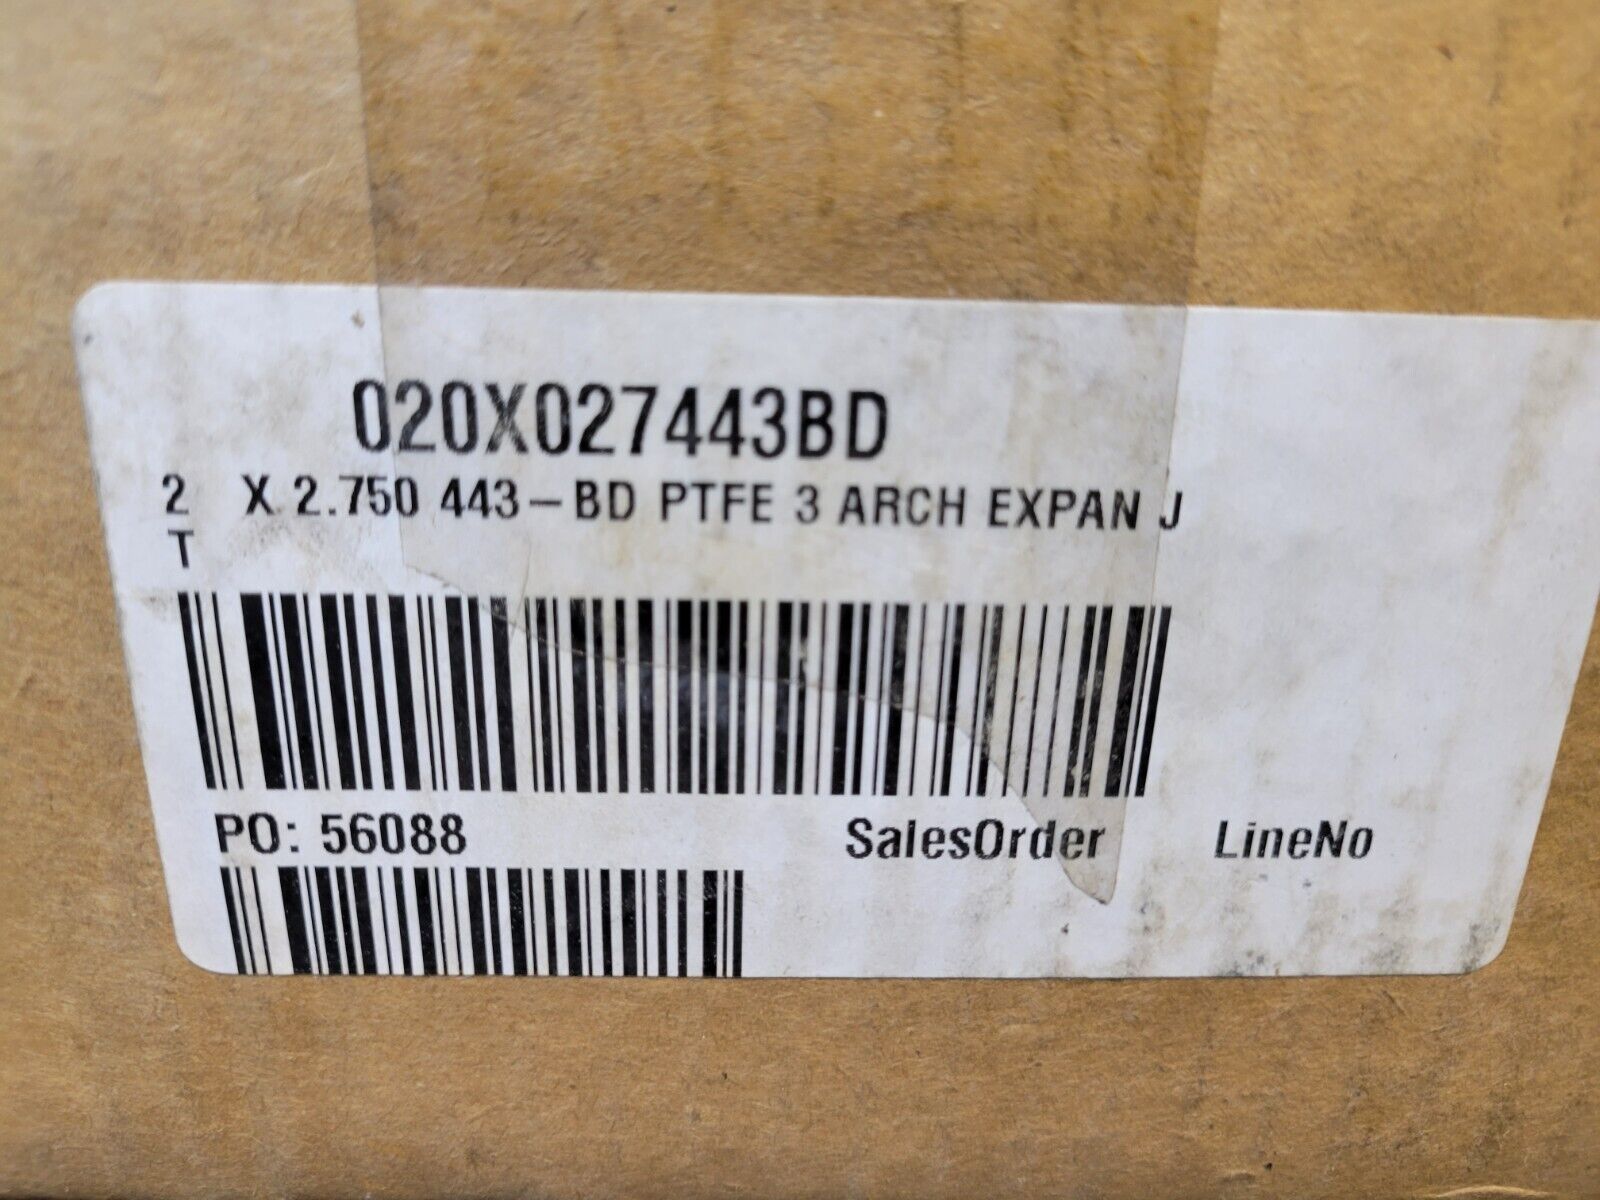 020X027443BD
2 X 2.750 443-BD PTFE 3 ARCH EXPAN J
T
PO: 56088 SalesOrder LineNo